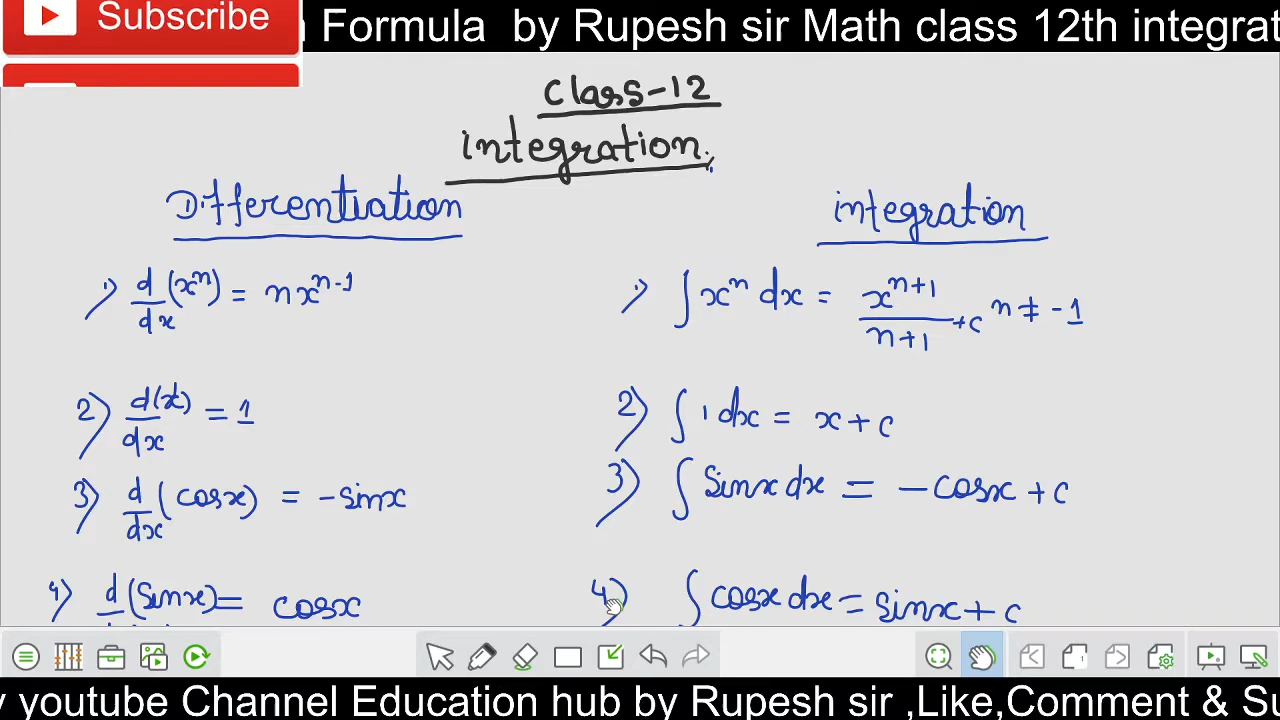 Subscribe
n Formula by Rupesh sir Math class 12th integrat
Class-12
integration.
Differentiation
integration
1) d/dx (x^n) = nx^{n-1}
1) ∫ x^n dx = x^{n+1}/n+1 + c n ≠ -1
2) d(x)/dx = 1
2) ∫ 1 dx = x + c
3) d/dx (cosx) = -sinx
3) ∫ Sinx dx = -cosx + c
4) d/dx (Sinx) = cosx
4) ∫ cosx dx = sinx + c
y youtube Channel Education hub by Rupesh sir ,Like,Comment & Su